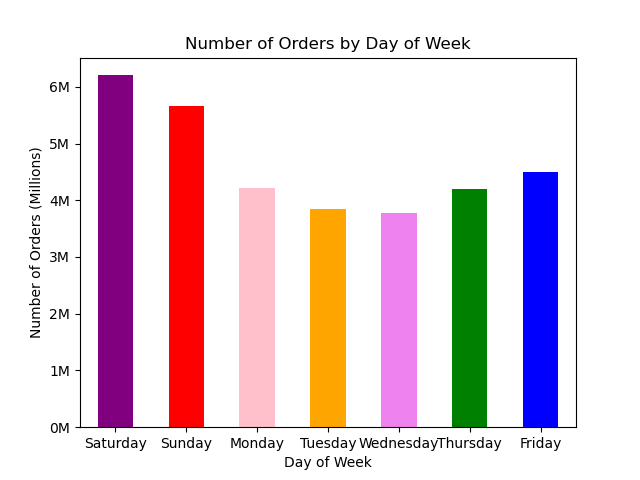 Number of Orders by Day of Week
Number of Orders (Millions)
6M
5M
4M
3M
2M
1M
0M
Saturday Sunday Monday Tuesday Wednesday Thursday Friday
Day of Week